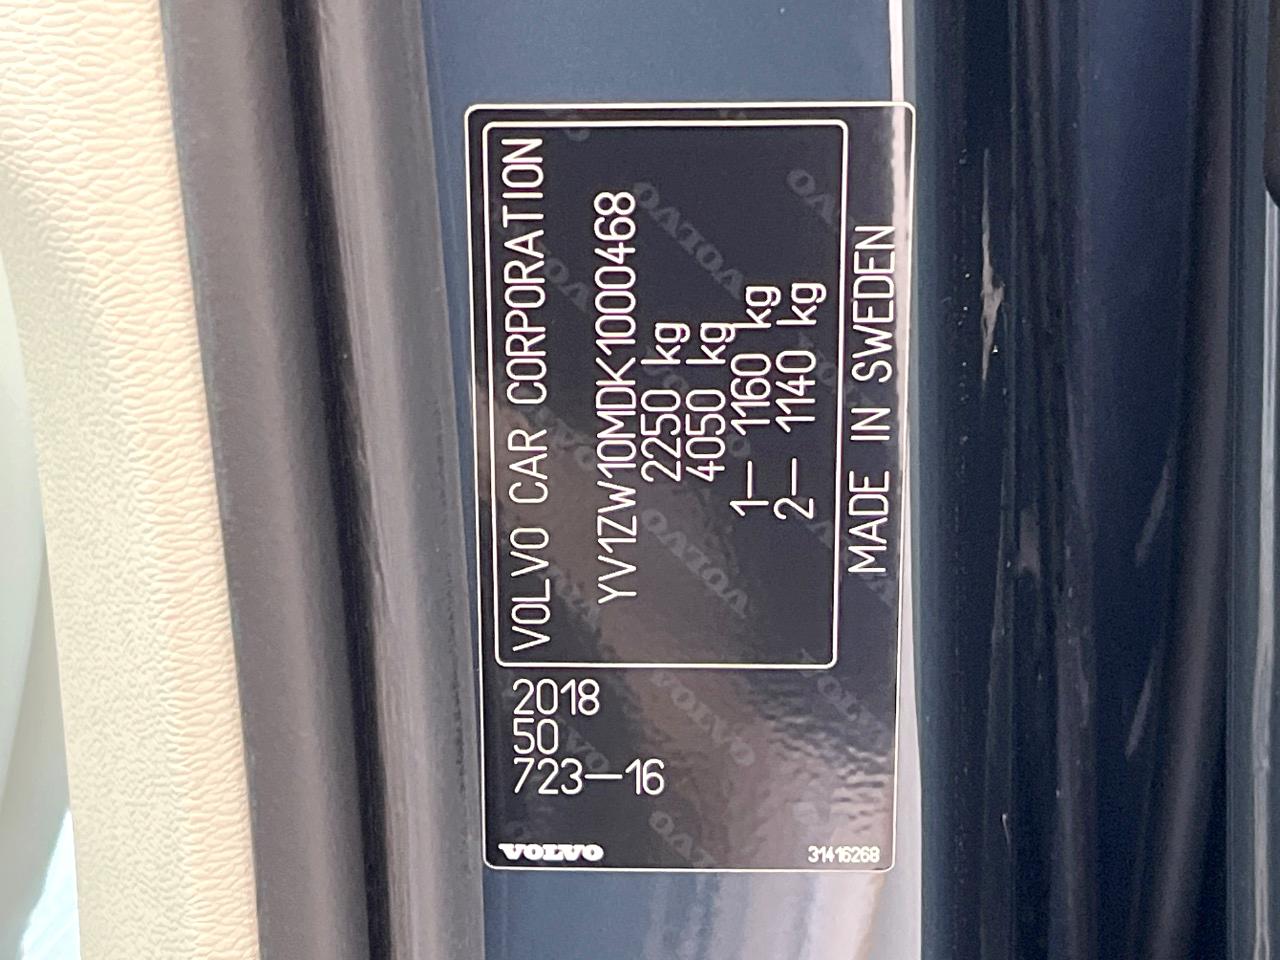 VOLVO CAR CORPORATION
YV1ZW10MDK1000468
2250 kg
4050 kg
1— 1160 kg
2— 1140 kg
MADE IN SWEDEN
2018
50
723—16
VOLVO
31416268